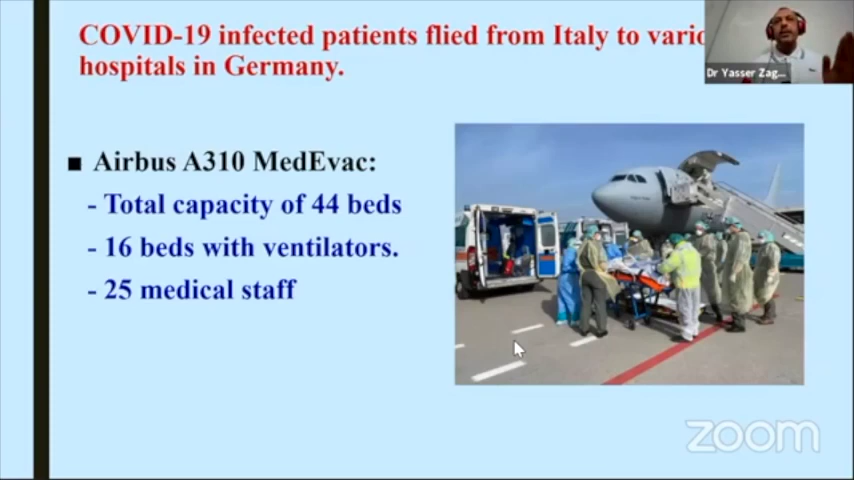 COVID-19 infected patients flied from Italy to
hospitals in Germany.
Dr Yasser Zag...
■ Airbus A310 MedEvac:
- Total capacity of 44 beds
- 16 beds with ventilators.
- 25 medical staff
zoom